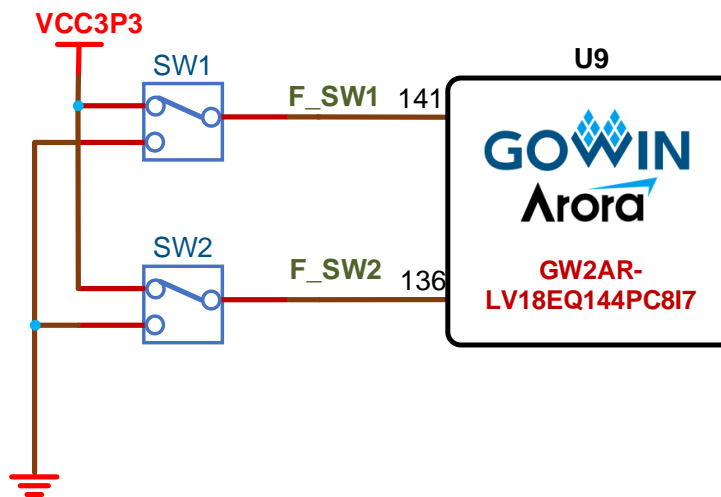 VCC3P3
SW1
F_SW1
141
U9
GOWIN
Arora
GW2AR-
LV18EQ144PC8I7
SW2
F_SW2
136